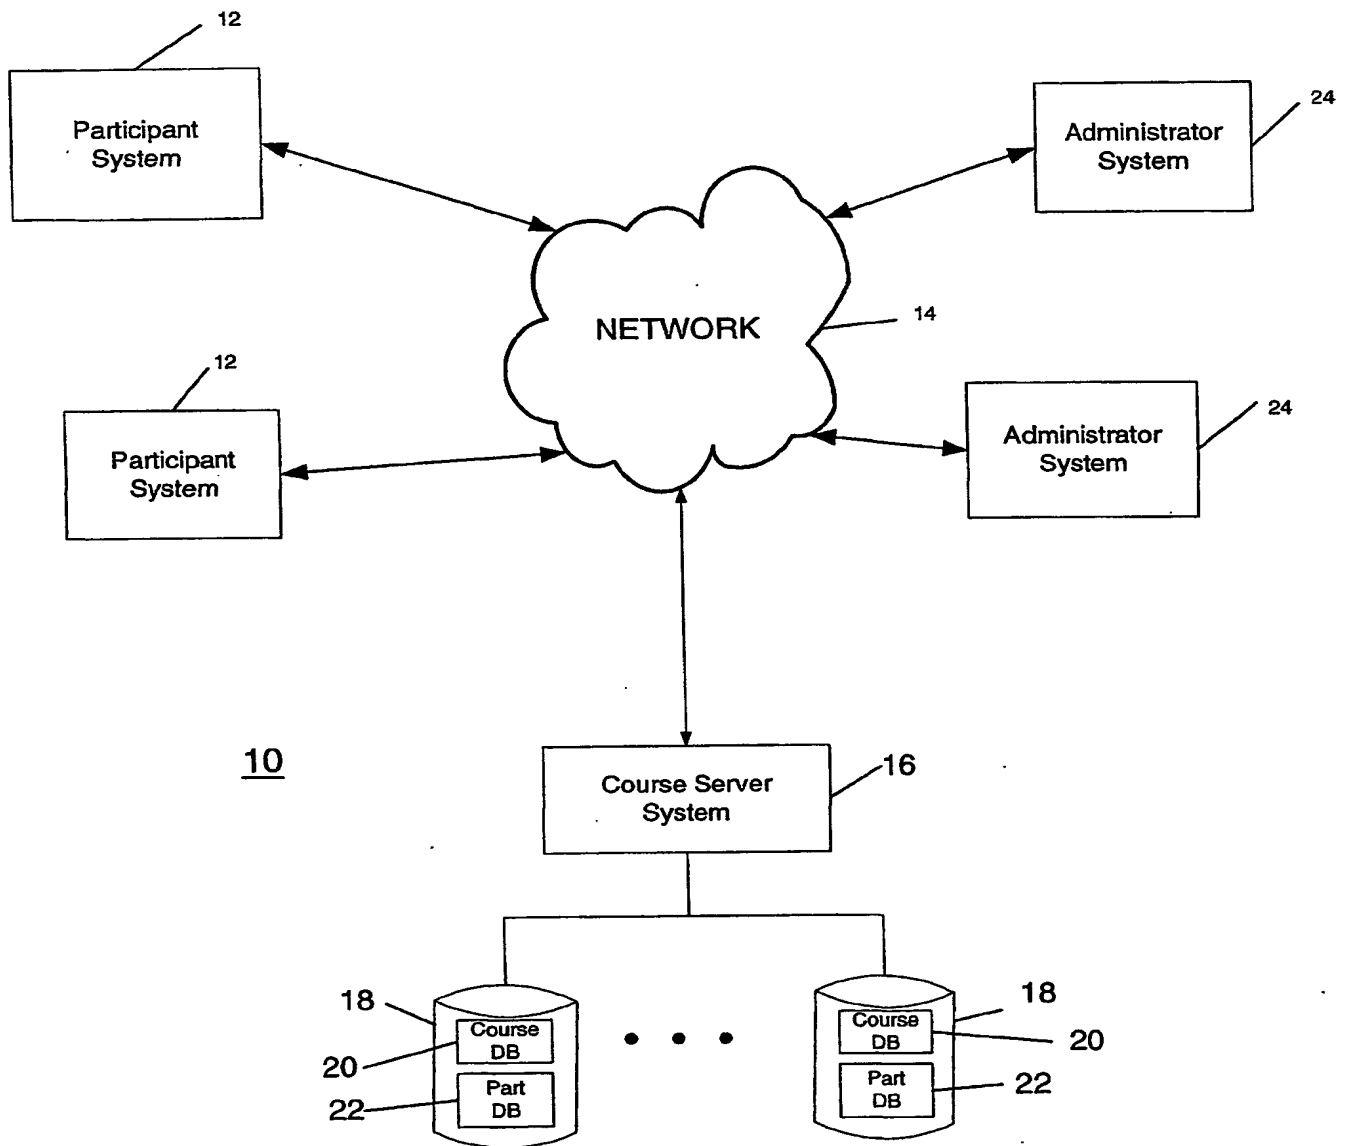 12
Participant
System
Administrator
System
24
NETWORK
14
12
Participant
System
Administrator
System
24
10
Course Server
System
16
18
Course
DB
20
Part
DB
22
• • •
18
Course
DB
20
Part
DB
22